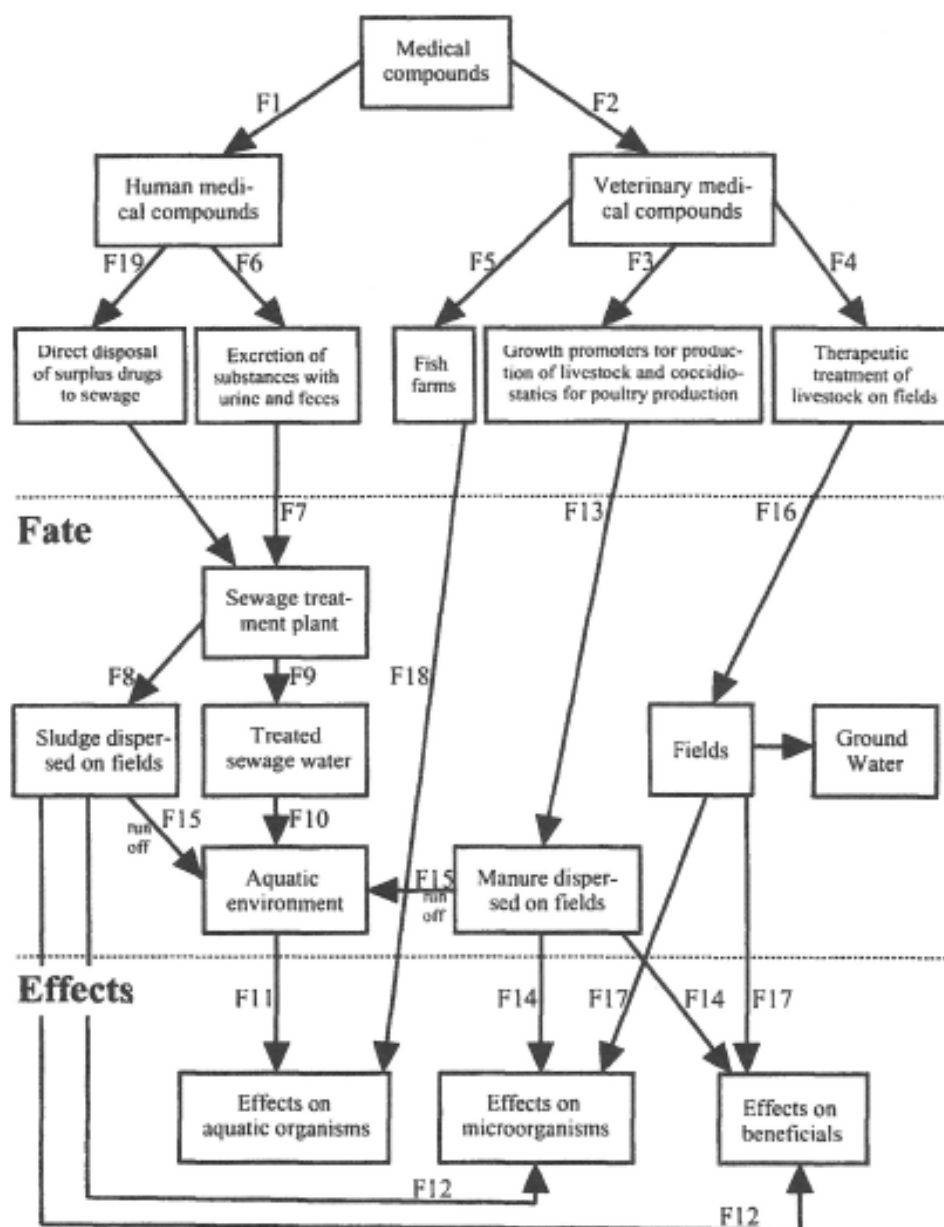 Medical
compounds
F1
F2
Human medi-
cal compounds
Veterinary medi-
cal compounds
F19
F6
F5
F3
F4
Direct disposal
of surplus drugs
to sewage
Excretion of
substances with
urine and feces
Fish
farms
Growth promoters for produc-
tion of livestock and coccidio-
statics for poultry production
Therapeutic
treatment of
livestock on fields
F7
F13
F16
Fate
Sewage treat-
ment plant
F8
F9
F18
Sludge disper-
sed on fields
Treated
sewage water
Fields
Ground
Water
F15
run
off
F10
Aquatic
environment
F15
run
off
Manure disper-
sed on fields
Effects
F11
F14
F17
F14
F17
Effects on
aquatic organisms
Effects on
microorganisms
Effects on
beneficials
F12
F12